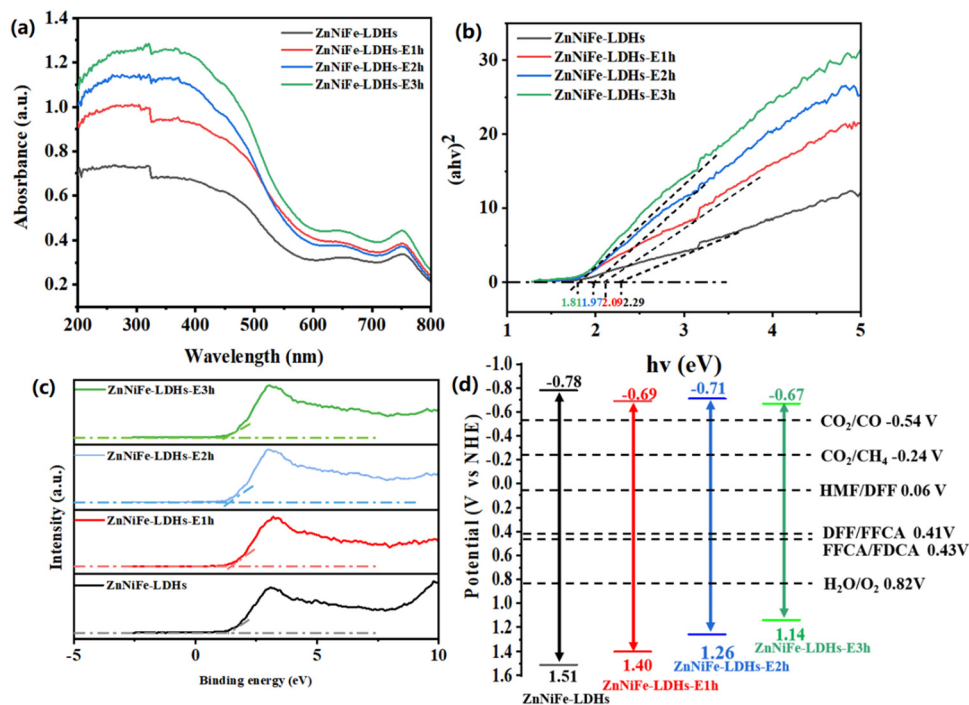 (a)
ZnNiFe-LDHs
ZnNiFe-LDHs-E1h
ZnNiFe-LDHs-E2h
ZnNiFe-LDHs-E3h
Absorbance (a.u.)
1.4
1.2
1.0
0.8
0.6
0.4
0.2
200 300 400 500 600 700 800
Wavelength (nm)
(b)
ZnNiFe-LDHs
ZnNiFe-LDHs-E1h
ZnNiFe-LDHs-E2h
ZnNiFe-LDHs-E3h
(ahv)²
30
20
10
0
1.81 1.97 2.09 2.29
1 2 3 4 5
hv (eV)
(c)
ZnNiFe-LDHs-E3h
ZnNiFe-LDHs-E2h
ZnNiFe-LDHs-E1h
ZnNiFe-LDHs
Intensity (a.u.)
-5 0 5 10
Binding energy (eV)
(d)
Potential (V vs NHE)
-1.0
-0.8
-0.6
-0.4
-0.2
0.0
0.4
0.6
0.8
1.0
1.2
1.4
1.6
-0.78
-0.69
-0.71
-0.67
CO₂/CO -0.54 V
CO₂/CH₄ -0.24 V
HMF/DFF 0.06 V
DFF/FFCA 0.41V
FFCA/FDCA 0.43V
H₂O/O₂ 0.82V
1.51
ZnNiFe-LDHs
1.40
ZnNiFe-LDHs-E1h
1.26
ZnNiFe-LDHs-E2h
1.14
ZnNiFe-LDHs-E3h